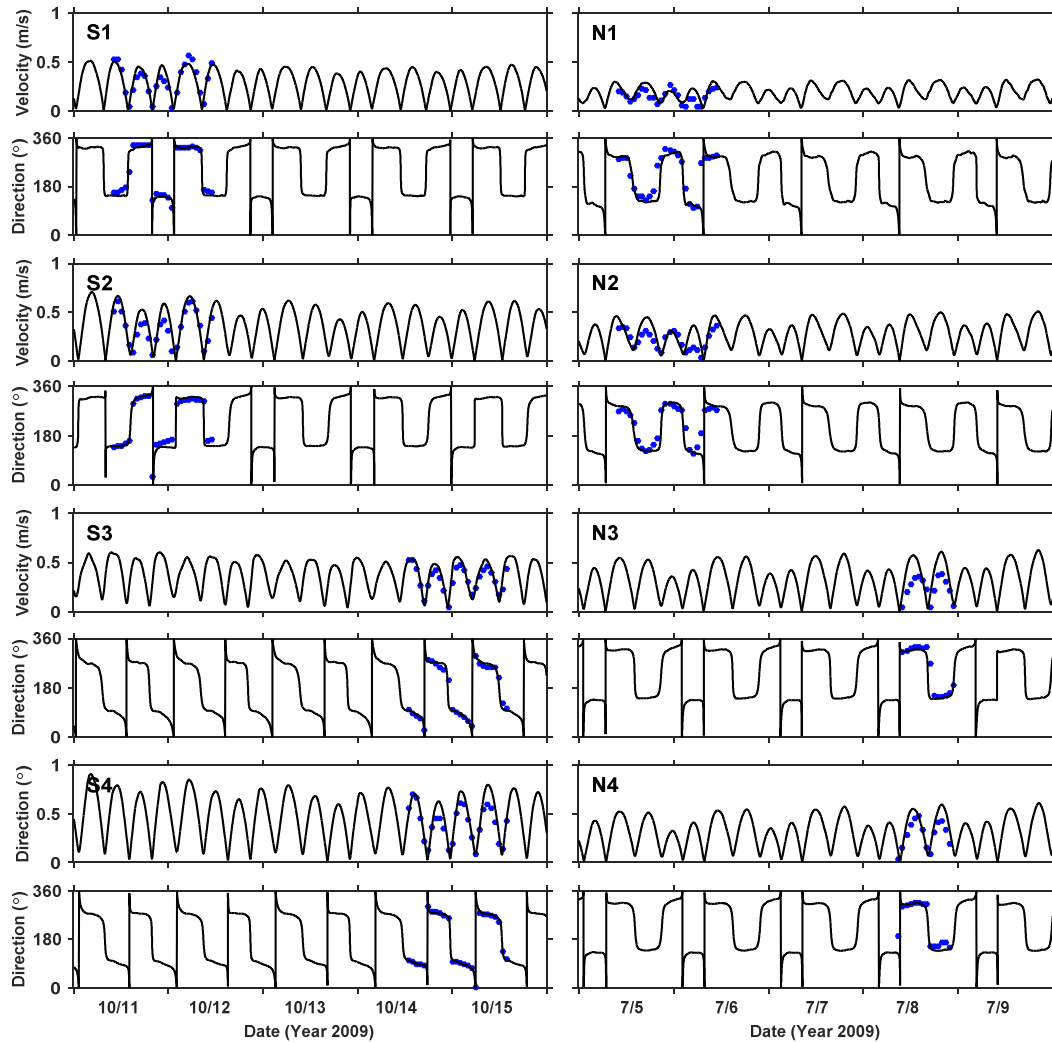 S1 N1
Velocity (m/s) 1 0.5 0
Direction (°) 360 180 0
S2 N2
Velocity (m/s) 1 0.5 0
Direction (°) 360 180 0
S3 N3
Velocity (m/s) 1 0.5 0
Direction (°) 360 180 0
S4 N4
Direction (°) 1 0.5 0
Direction (°) 360 180 0
10/11 10/12 10/13 10/14 10/15 7/5 7/6 7/7 7/8 7/9
Date (Year 2009) Date (Year 2009)